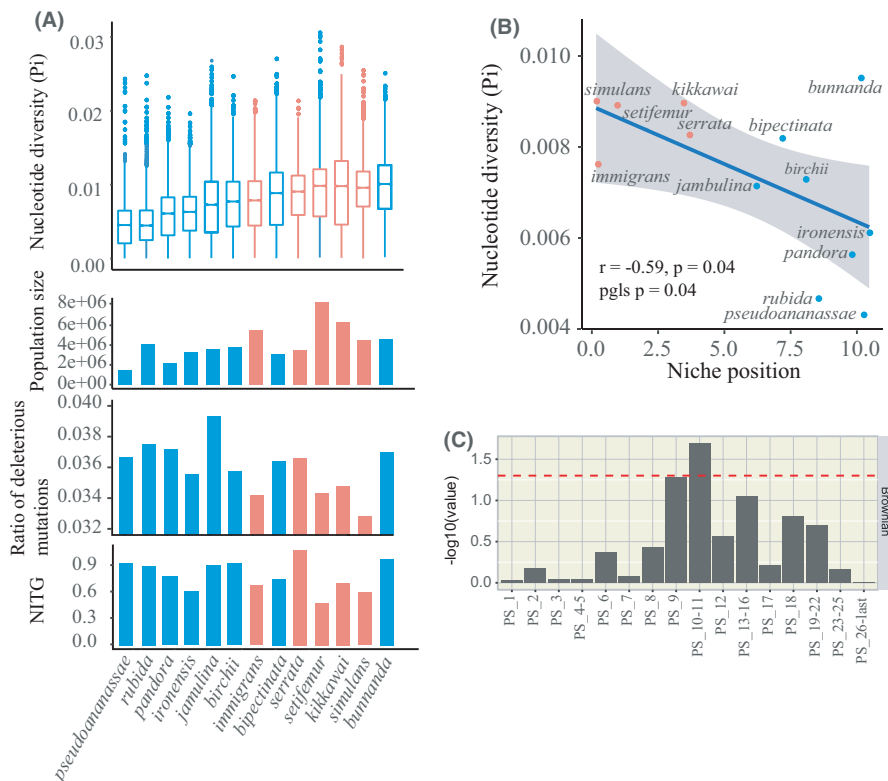 (A)
Nucleotide diversity (Pi)
0.03
0.02
0.01
0.00
Population size
8e+06
6e+06
4e+06
2e+06
0e+00
Ratio of deleterious
mutations
0.040
0.038
0.036
0.034
0.032
NITG
0.9
0.6
0.3
0.0
pseudoananassae
rubida
pandora
ironensis
jamulina
birchii
immigrans
bipectinata
serrata
setifemur
kikkawai
simulans
bunnanda
(B)
Nucleotide diversity (Pi)
0.010
0.008
0.006
0.004
simulans
kikkawai
bunnanda
setifemur
serrata
bipectinata
immigrans
jambulina
birchii
ironensis
pandora
r = -0.59, p = 0.04
pgls p = 0.04
rubida
pseudoananassae
0.0
2.5
5.0
7.5
10.0
Niche position
(C)
-log10(value)
1.5
1.0
0.5
0.0
Brownian
PS_1
PS_2
PS_3
PS_4-5
PS_6
PS_7
PS_8
PS_9
PS_10-11
PS_12
PS_13-16
PS_17
PS_18
PS_19-22
PS_23-25
PS_26-last